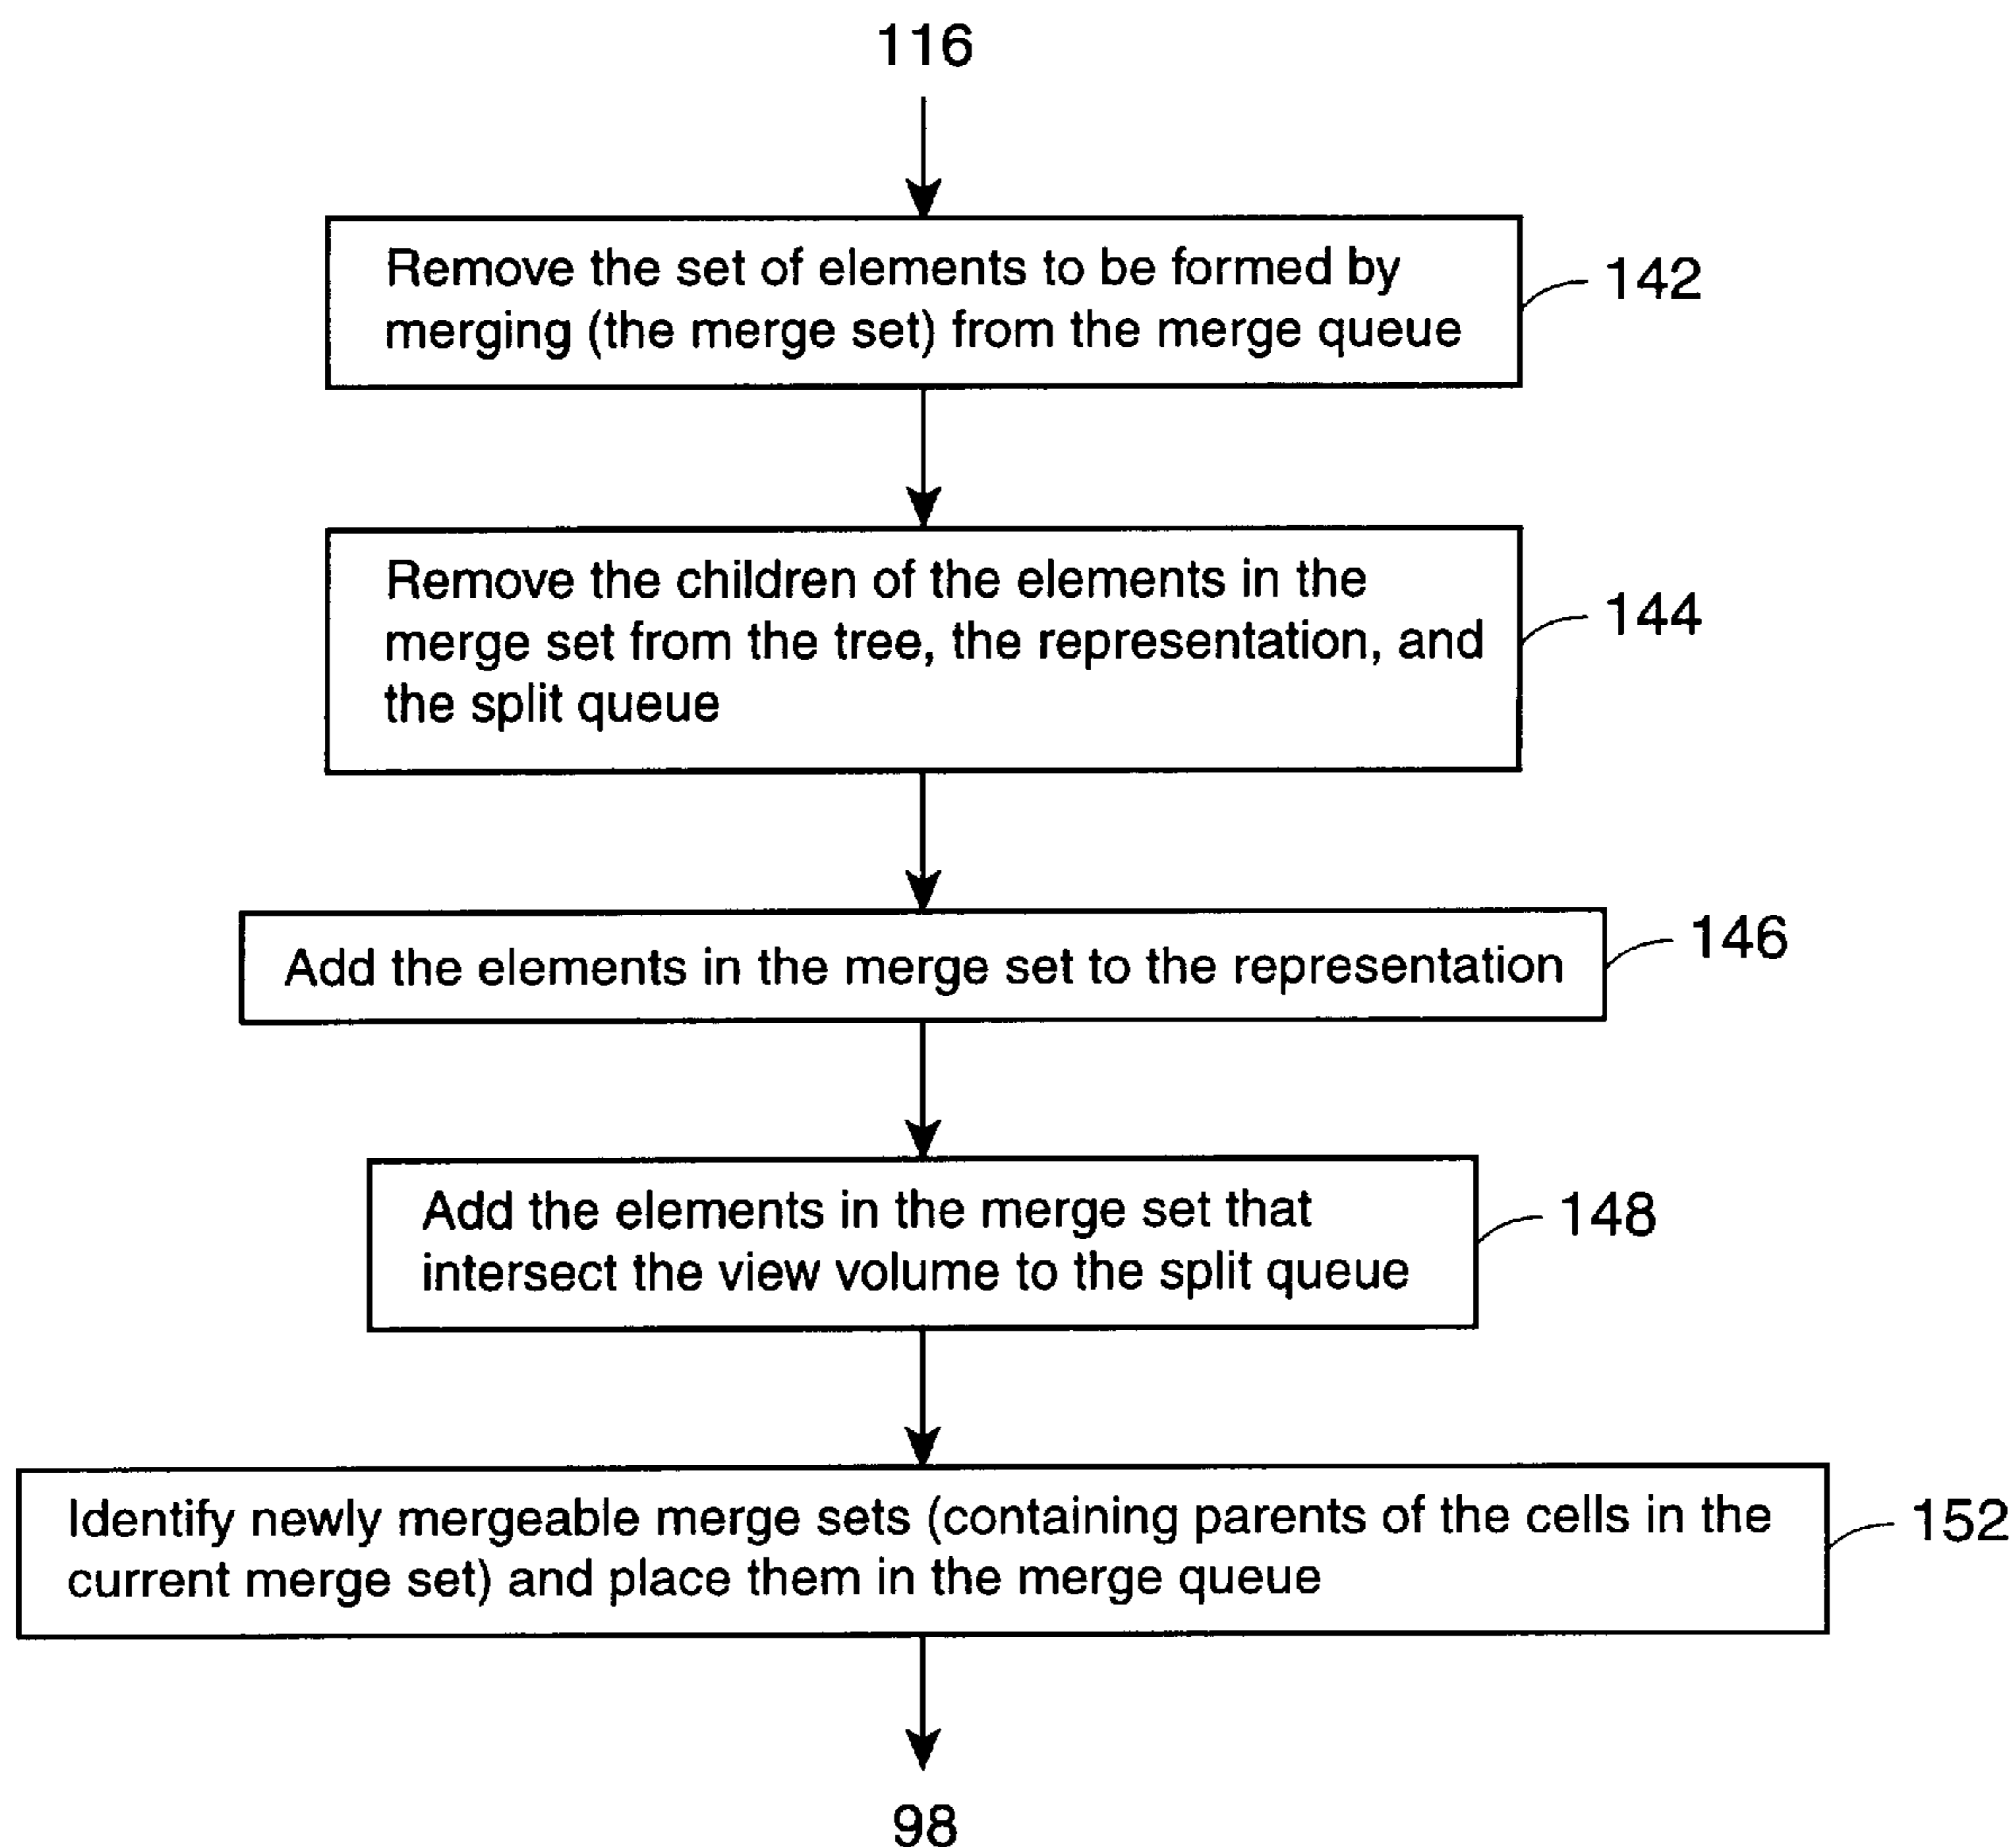 116
Remove the set of elements to be formed by
merging (the merge set) from the merge queue
142
Remove the children of the elements in the
merge set from the tree, the representation, and
the split queue
144
Add the elements in the merge set to the representation
146
Add the elements in the merge set that
intersect the view volume to the split queue
148
Identify newly mergeable merge sets (containing parents of the cells in the
current merge set) and place them in the merge queue
152
98